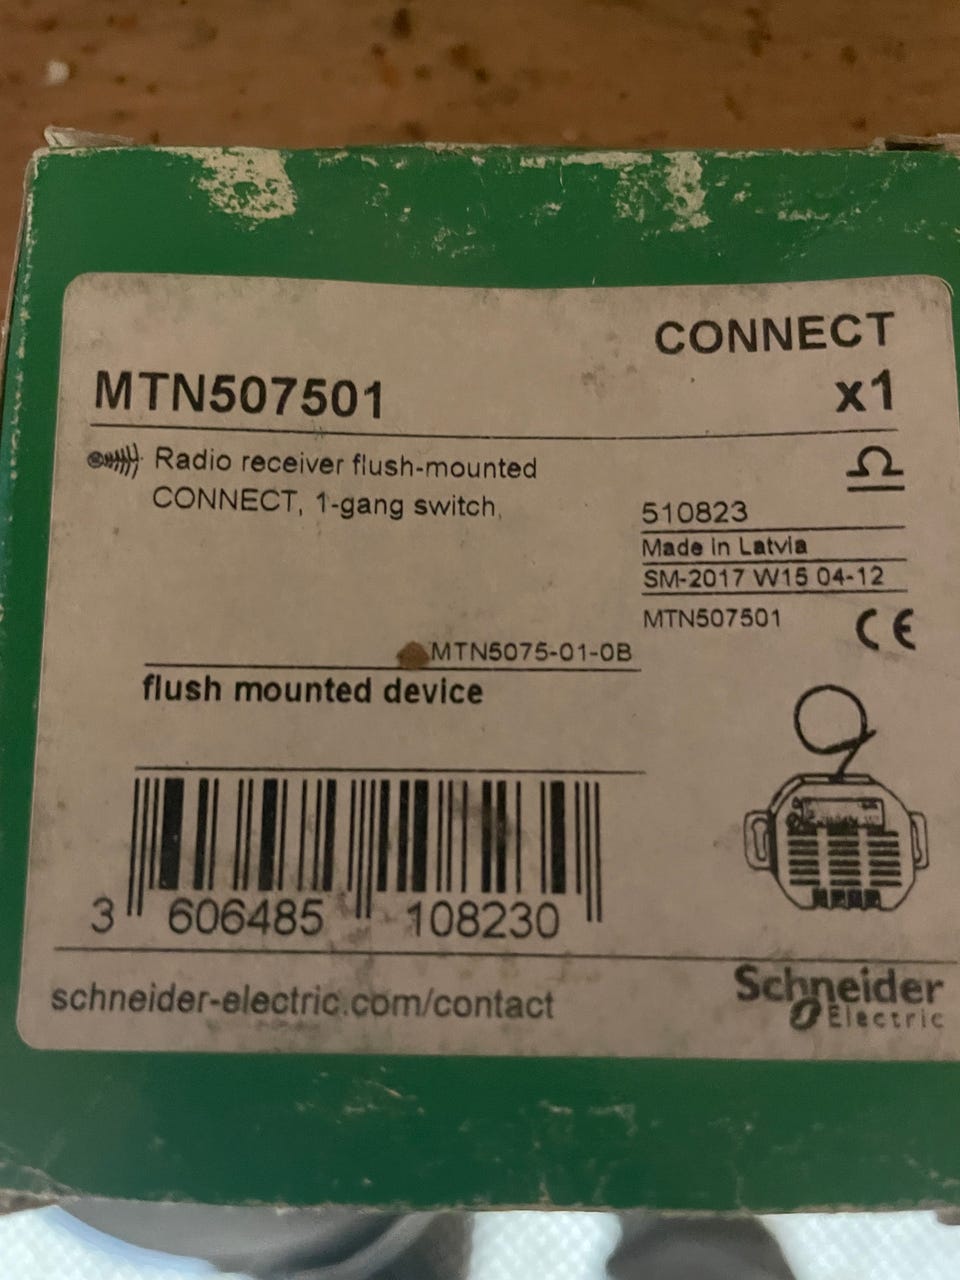 CONNECT
MTN507501
x1
Radio receiver flush-mounted
CONNECT, 1-gang switch,
510823
Made in Latvia
SM-2017 W15 04-12
MTN507501
CE
MTN5075-01-0B
flush mounted device
3 606485 108230
schneider-electric.com/contact
Schneider
Electric